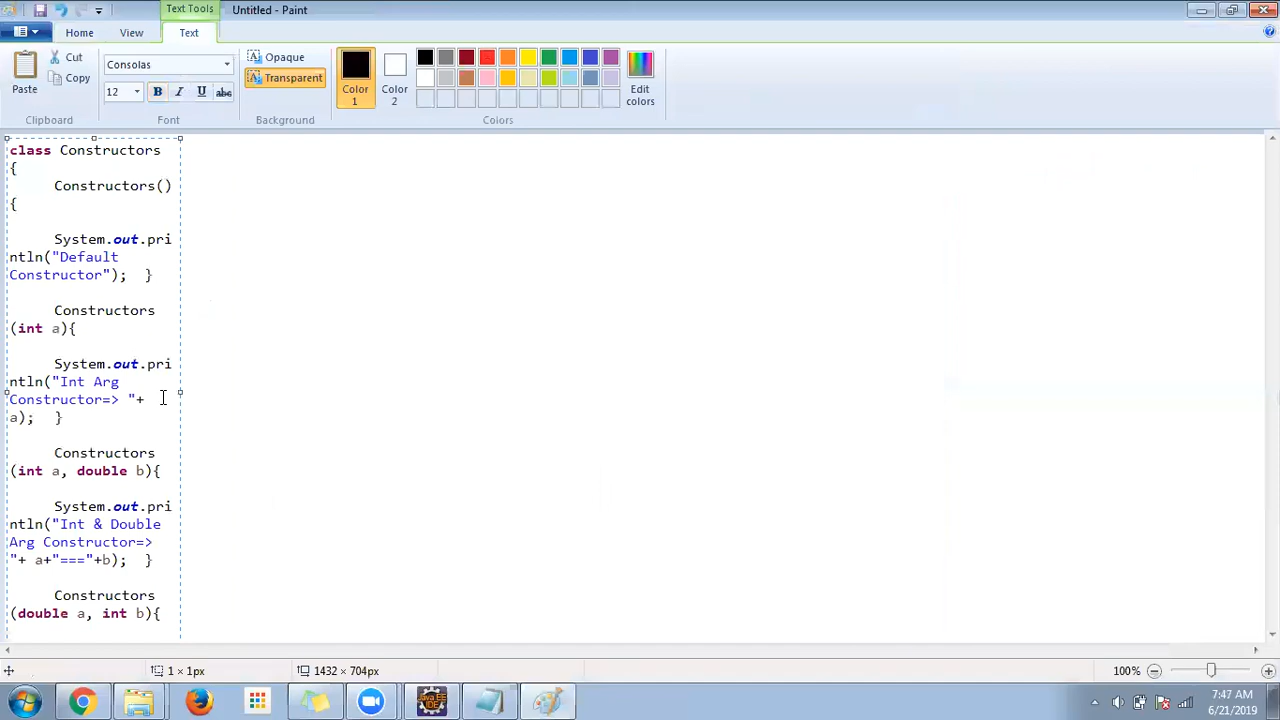 Text Tools
Untitled - Paint
Home
View
Text
Paste
Cut
Copy
Clipboard
Consolas
12
B I U abc
Font
Opaque
Transparent
Background
Color 1
Color 2
Edit colors
Colors
class Constructors
{
Constructors()
{
System.out.pri
ntln("Default
Constructor"); }
Constructors
(int a){
System.out.pri
ntln("Int Arg
Constructor=> "+
a); }
Constructors
(int a, double b){
System.out.pri
ntln("Int & Double
Arg Constructor=>
"+ a+"==="+b); }
Constructors
(double a, int b){
1 × 1px
1432 × 704px
100%
Java EE
IDE
7:47 AM
6/21/2019